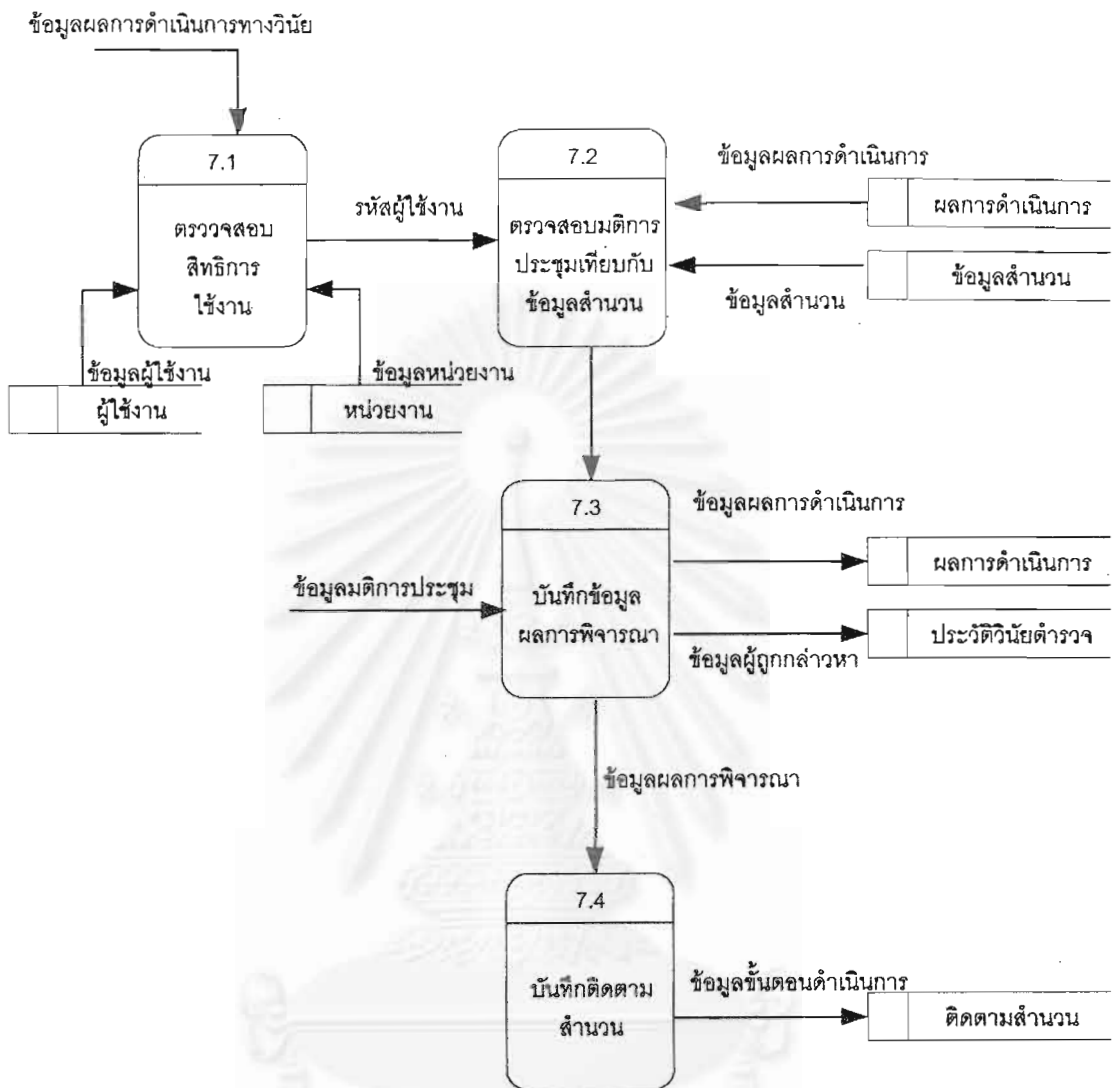 ข้อมูลผลการดำเนินการทางวินัย
7.1
ตรววจสอบ
สิทธิการ
ใช้งาน
รหัสผู้ใช้งาน
7.2
ตรวจสอบมติการ
ประชุมเทียบกับ
ข้อมูลสำนวน
ข้อมูลผลการดำเนินการ
ผลการดำเนินการ
ข้อมูลสำนวน
ข้อมูลสำนวน
ข้อมูลผู้ใช้งาน
ผู้ใช้งาน
ข้อมูลหน่วยงาน
หน่วยงาน
7.3
บันทึกข้อมูล
ผลการพิจารณา
ข้อมูลมติการประชุม
ข้อมูลผลการดำเนินการ
ผลการดำเนินการ
ประวัติวินัยตำรวจ
ข้อมูลผู้ถูกกล่าวหา
ข้อมูลผลการพิจารณา
7.4
บันทึกติดตาม
สำนวน
ข้อมูลขั้นตอนดำเนินการ
ติดตามสำนวน